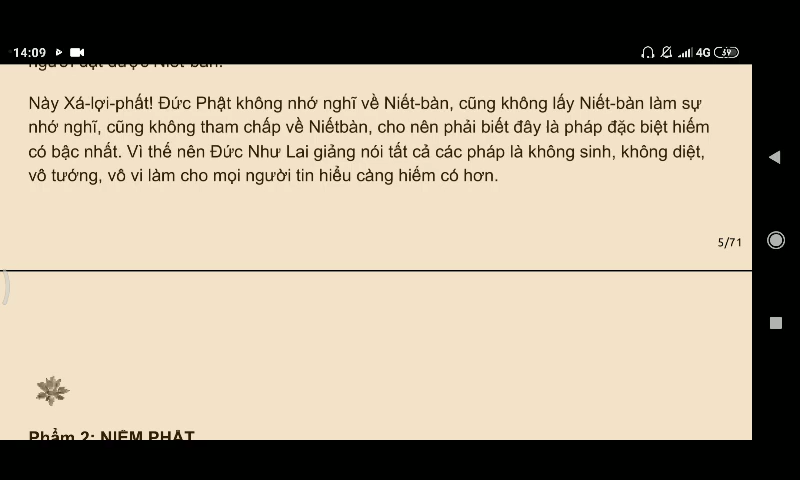 14:09
4G 59
Này Xá-lợi-phất! Đức Phật không nhớ nghĩ về Niết-bàn, cũng không lấy Niết-bàn làm sự
nhớ nghĩ, cũng không tham chấp về Niếtbàn, cho nên phải biết đây là pháp đặc biệt hiếm
có bậc nhất. Vì thế nên Đức Như Lai giảng nói tất cả các pháp là không sinh, không diệt,
vô tướng, vô vi làm cho mọi người tin hiểu càng hiếm có hơn.
5/71
Phẩm 2: NIỆM PHẬT